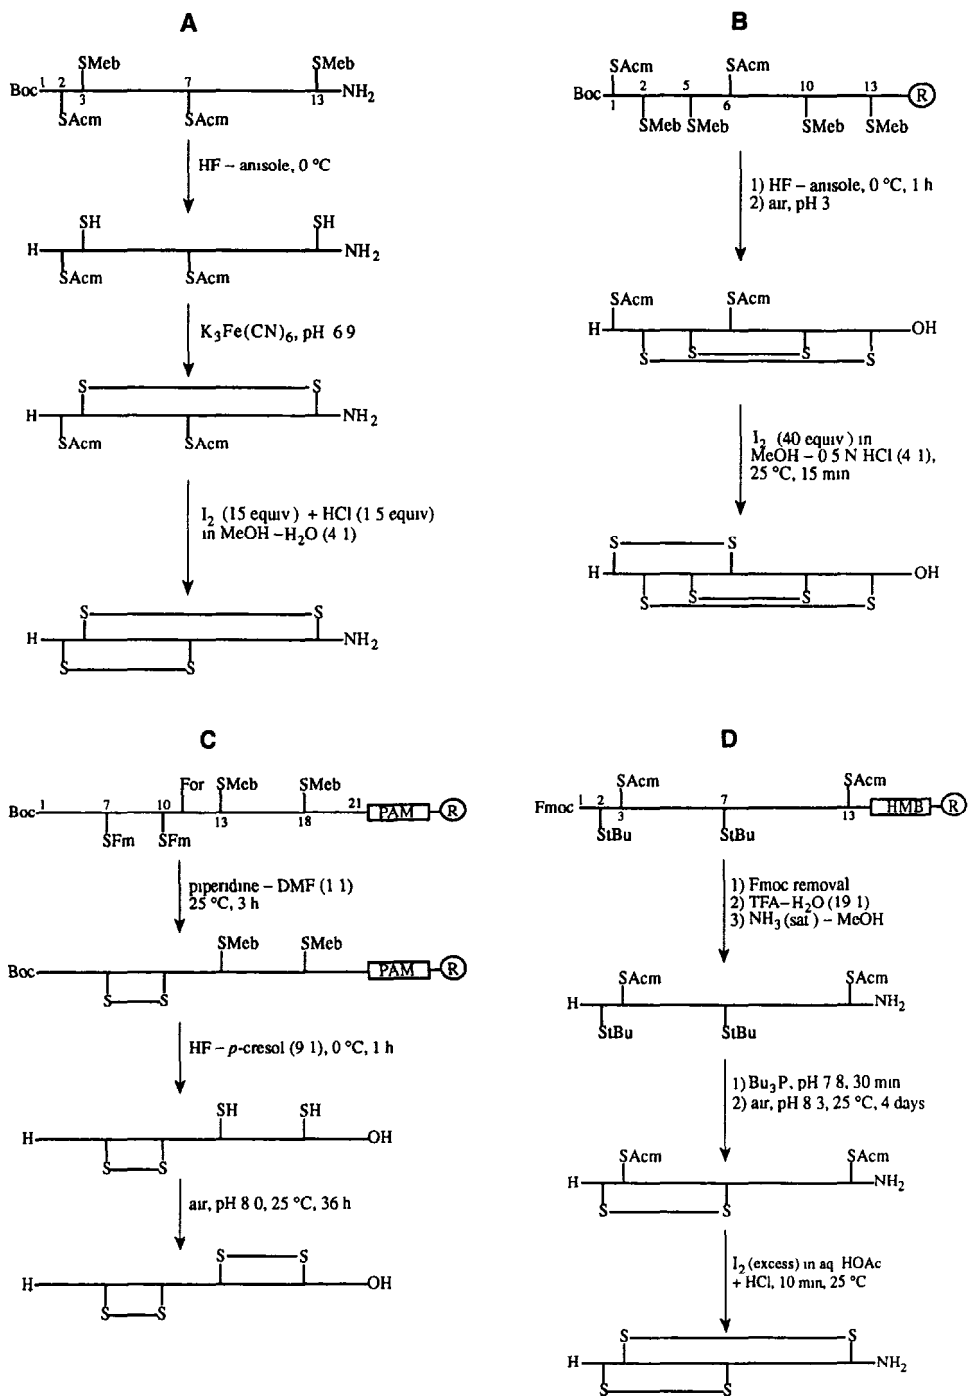 A
SMeb SMeb
Boc 1 2 7 NH2
3 13
SAcm SAcm
HF – anisole, 0 °C
SH SH
H NH2
SAcm SAcm
K3Fe(CN)6, pH 6 9
S S
H NH2
SAcm SAcm
I2 (15 equiv) + HCl (1 5 equiv)
in MeOH –H2O (4 1)
S S
H NH2
S S
B
SAcm SAcm
2 5 10 13
Boc R
1 6
SMeb SMeb SMeb SMeb
1) HF – anisole, 0 °C, 1 h
2) air, pH 3
SAcm SAcm
H OH
S S S S
I2 (40 equiv) in
MeOH – 0 5 N HCl (4 1),
25 °C, 15 min
S S
H OH
S S S S
C
For SMeb SMeb
Boc 1 7 10 21 PAM R
13 18
SFm SFm
piperidine – DMF (1 1)
25 °C, 3 h
SMeb SMeb
Boc PAM R
S S
HF – p-cresol (9 1), 0 °C, 1 h
SH SH
H OH
S S
air, pH 8 0, 25 °C, 36 h
S S
H OH
S S
D
SAcm SAcm
Fmoc 1 2 7 HMB R
3 13
StBu StBu
1) Fmoc removal
2) TFA–H2O (19 1)
3) NH3 (sat ) – MeOH
SAcm SAcm
H NH2
StBu StBu
1) Bu3P, pH 7 8, 30 min
2) air, pH 8 3, 25 °C, 4 days
SAcm SAcm
H NH2
S S
I2 (excess) in aq HOAc
+ HCl, 10 min, 25 °C
S S
H NH2
S S